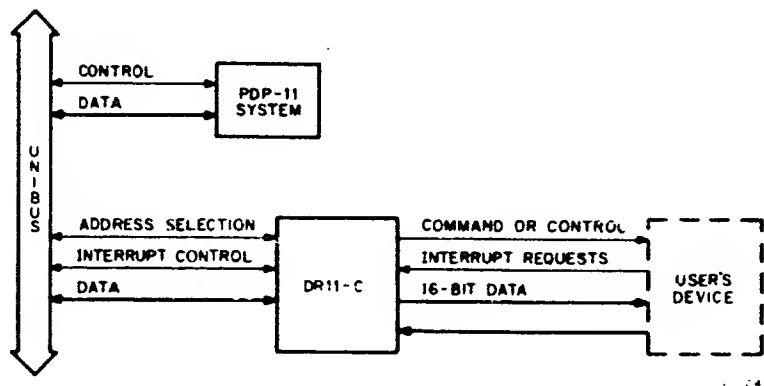 CONTROL
DATA
PDP-11
SYSTEM
UNIBUS
ADDRESS SELECTION
INTERRUPT CONTROL
DATA
DR11-C
COMMAND OR CONTROL
INTERRUPT REQUESTS
16-BIT DATA
USER'S
DEVICE